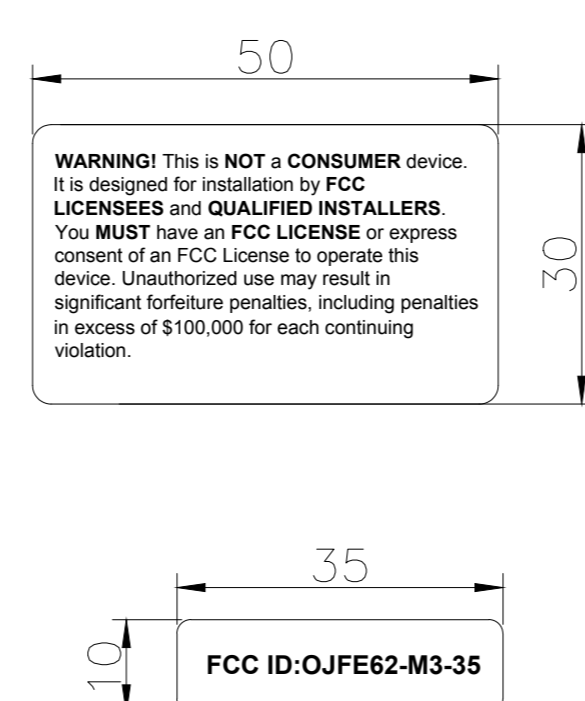 50
WARNING! This is NOT a CONSUMER device.
It is designed for installation by FCC
LICENSEES and QUALIFIED INSTALLERS.
You MUST have an FCC LICENSE or express
consent of an FCC License to operate this
device. Unauthorized use may result in
significant forfeiture penalties, including penalties
in excess of $100,000 for each continuing
violation.
30
35
10
FCC ID:OJFE62-M3-35